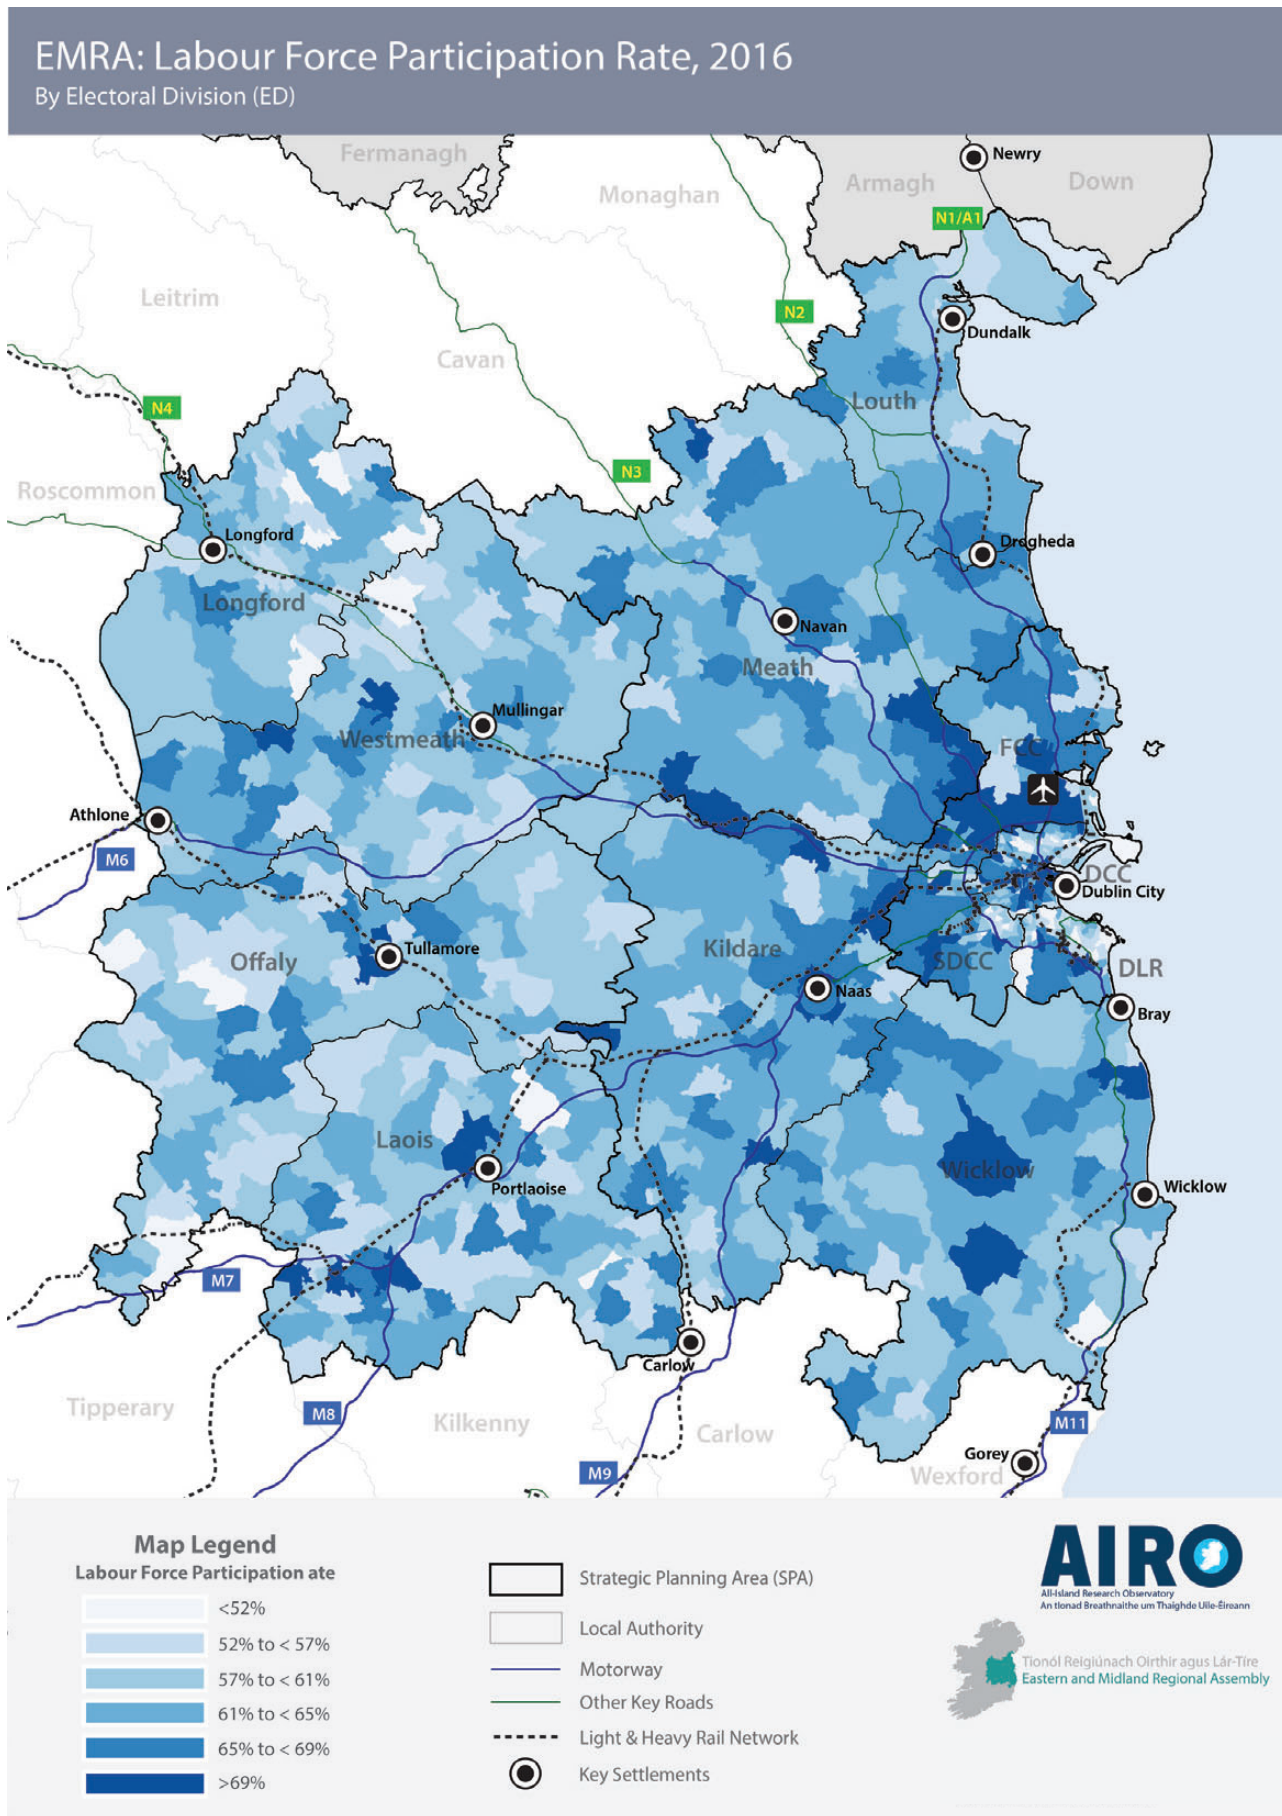 EMRA: Labour Force Participation Rate, 2016
By Electoral Division (ED)
Fermanagh
Monaghan
Armagh
Newry
Down
N1/A1
Leitrim
N2
Dundalk
Cavan
Louth
N4
N3
Roscommon
Longford
Drogheda
Longford
Navan
Meath
Mullingar
Westmeath
FCC
Athlone
M6
DCC
Dublin City
Tullamore
Offaly
Kildare
SDCC
DLR
Naas
Bray
Laois
Portlaoise
Wicklow
Wicklow
M7
Carlow
Tipperary
M8
Kilkenny
Carlow
M11
M9
Gorey
Wexford
Map Legend
Labour Force Participation ate
<52%
52% to < 57%
57% to < 61%
61% to < 65%
65% to < 69%
>69%
Strategic Planning Area (SPA)
Local Authority
Motorway
Other Key Roads
Light & Heavy Rail Network
Key Settlements
AIRO
All-Island Research Observatory
An tIonad Breathnaithe um Thaighde Uile-Éireann
Tionól Reigiúnach Oirthir agus Lár-Tíre
Eastern and Midland Regional Assembly